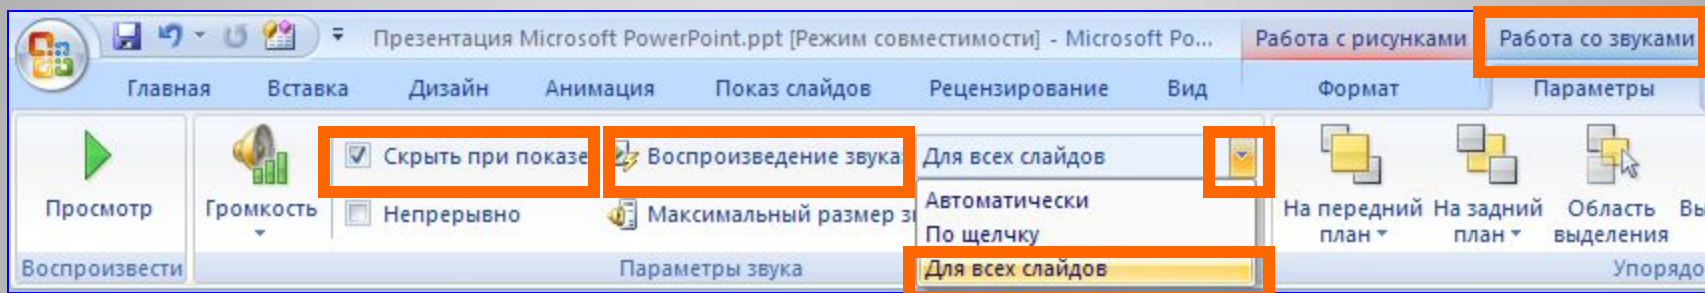 Презентация Microsoft PowerPoint.ppt [Режим совместимости] - Microsoft Po...
Работа с рисунками
Работа со звуками
Главная Вставка Дизайн Анимация Показ слайдов Рецензирование Вид Формат Параметры
Просмотр
Громкость
Скрыть при показе
Непрерывно
Воспроизведение звука
Максимальный размер
Для всех слайдов
Автоматически
По щелчку
Для всех слайдов
На передний
план
На задний
план
Область
выделения
Воспроизвести
Параметры звука